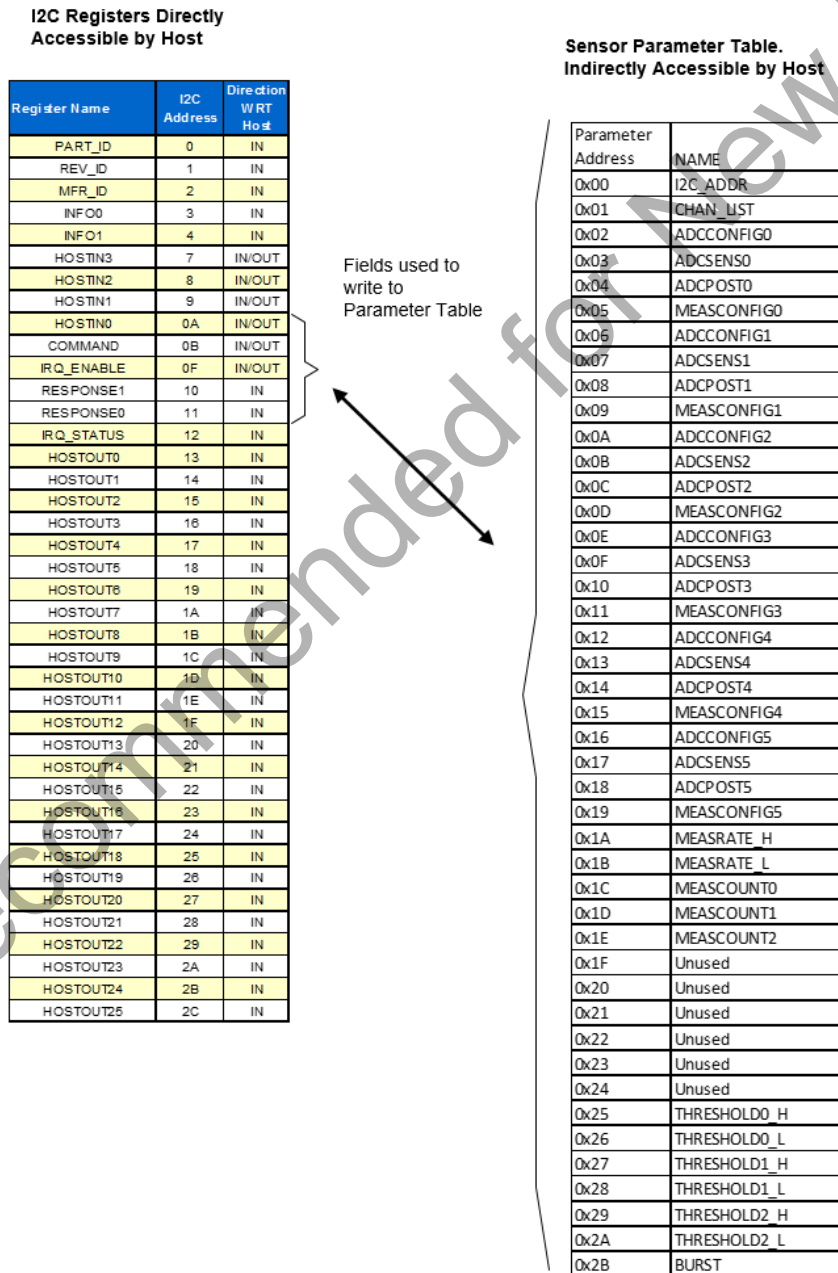 I2C Registers Directly
Accessible by Host
Register Name I2C Address Direction WRT Host
PART_ID 0 IN
REV_ID 1 IN
MFR_ID 2 IN
INFO0 3 IN
INFO1 4 IN
HOSTIN3 7 IN/OUT
HOSTIN2 8 IN/OUT
HOSTIN1 9 IN/OUT
HOSTIN0 0A IN/OUT
COMMAND 0B IN/OUT
IRQ_ENABLE 0F IN/OUT
RESPONSE1 10 IN
RESPONSE0 11 IN
IRQ_STATUS 12 IN
HOSTOUT0 13 IN
HOSTOUT1 14 IN
HOSTOUT2 15 IN
HOSTOUT3 16 IN
HOSTOUT4 17 IN
HOSTOUT5 18 IN
HOSTOUT6 19 IN
HOSTOUT7 1A IN
HOSTOUT8 1B IN
HOSTOUT9 1C IN
HOSTOUT10 1D IN
HOSTOUT11 1E IN
HOSTOUT12 1F IN
HOSTOUT13 20 IN
HOSTOUT14 21 IN
HOSTOUT15 22 IN
HOSTOUT16 23 IN
HOSTOUT17 24 IN
HOSTOUT18 25 IN
HOSTOUT19 26 IN
HOSTOUT20 27 IN
HOSTOUT21 28 IN
HOSTOUT22 29 IN
HOSTOUT23 2A IN
HOSTOUT24 2B IN
HOSTOUT25 2C IN
Fields used to
write to
Parameter Table
Sensor Parameter Table.
Indirectly Accessible by Host
Parameter Address NAME
0x00 I2C_ADDR
0x01 CHAN_LIST
0x02 ADCCONFIG0
0x03 ADCSENS0
0x04 ADCPOST0
0x05 MEASCONFIG0
0x06 ADCCONFIG1
0x07 ADCSENS1
0x08 ADCPOST1
0x09 MEASCONFIG1
0x0A ADCCONFIG2
0x0B ADCSENS2
0x0C ADCPOST2
0x0D MEASCONFIG2
0x0E ADCCONFIG3
0x0F ADCSENS3
0x10 ADCPOST3
0x11 MEASCONFIG3
0x12 ADCCONFIG4
0x13 ADCSENS4
0x14 ADCPOST4
0x15 MEASCONFIG4
0x16 ADCCONFIG5
0x17 ADCSENS5
0x18 ADCPOST5
0x19 MEASCONFIG5
0x1A MEASRATE_H
0x1B MEASRATE_L
0x1C MEASCOUNT0
0x1D MEASCOUNT1
0x1E MEASCOUNT2
0x1F Unused
0x20 Unused
0x21 Unused
0x22 Unused
0x23 Unused
0x24 Unused
0x25 THRESHOLD0_H
0x26 THRESHOLD0_L
0x27 THRESHOLD1_H
0x28 THRESHOLD1_L
0x29 THRESHOLD2_H
0x2A THRESHOLD2_L
0x2B BURST
ecommended for New